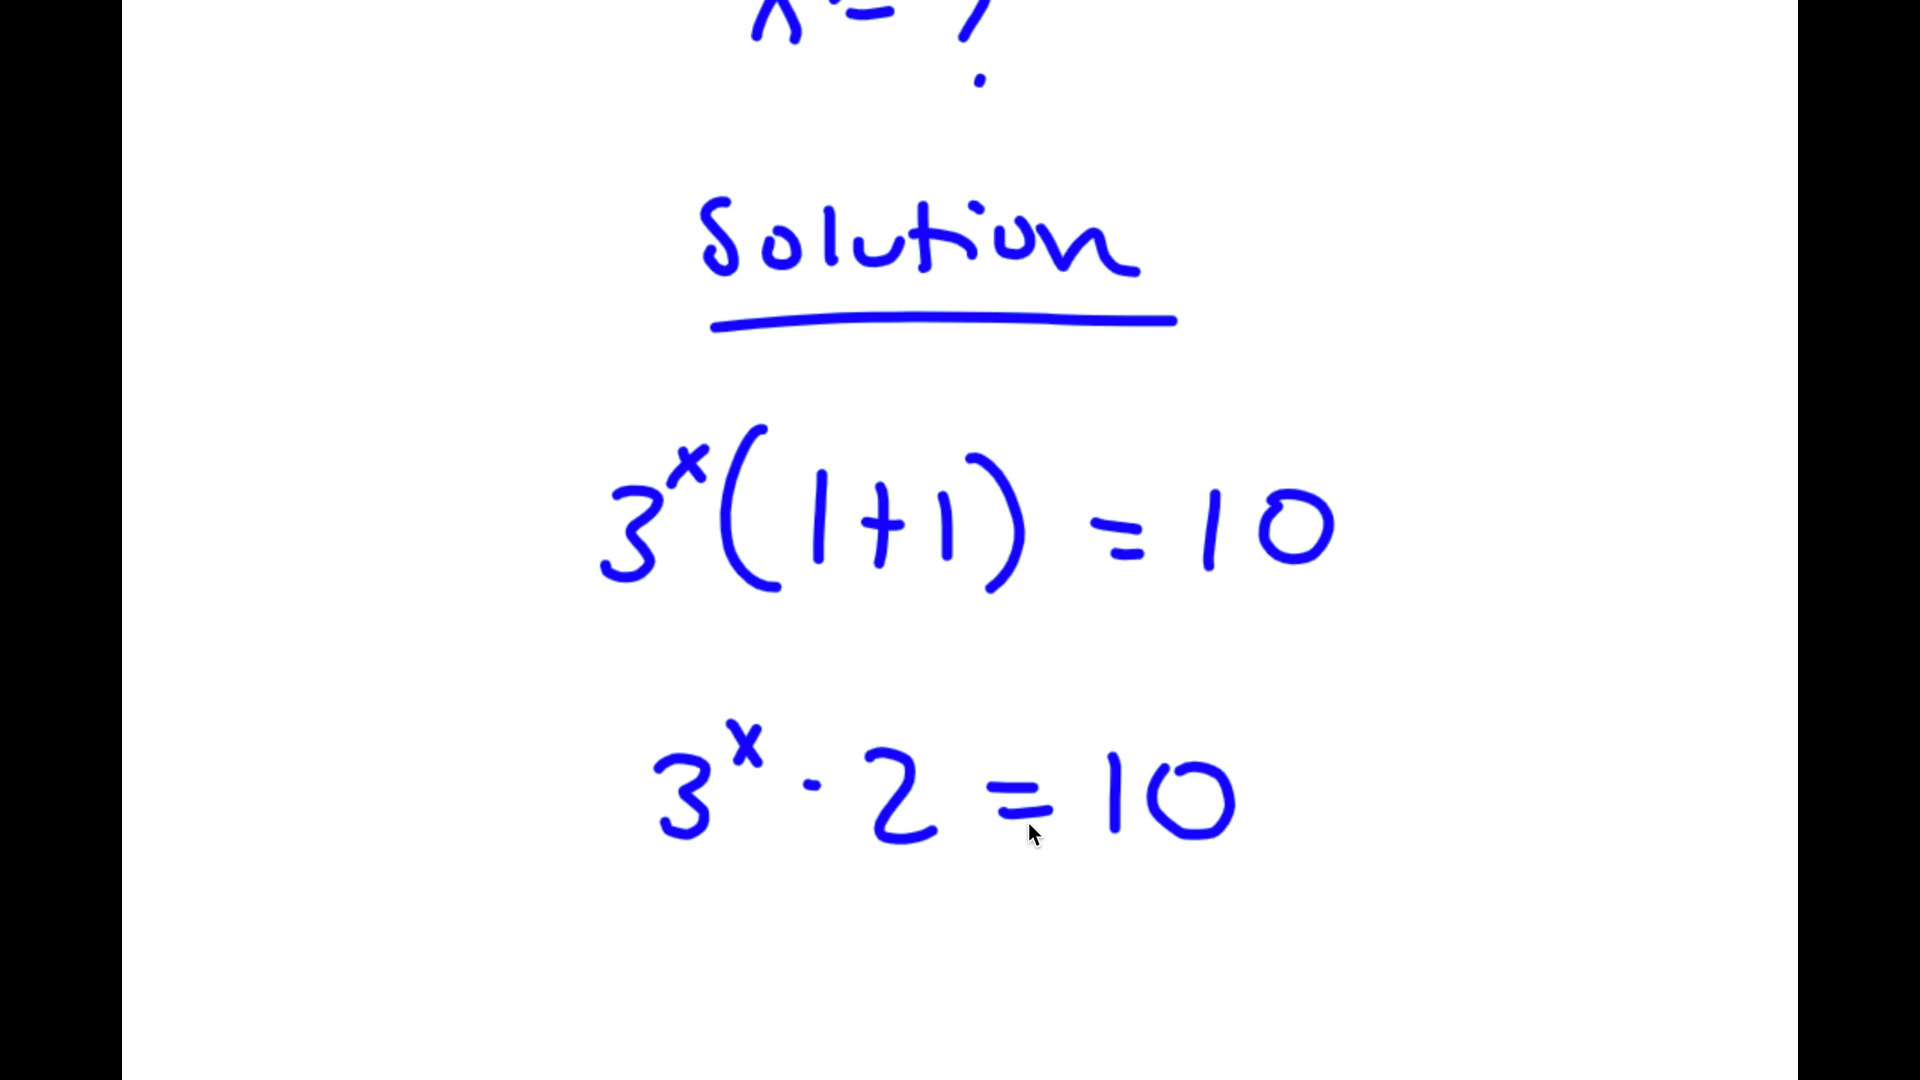 x = ?
Solution
3^x (1 + 1) = 10
3^x · 2 = 10